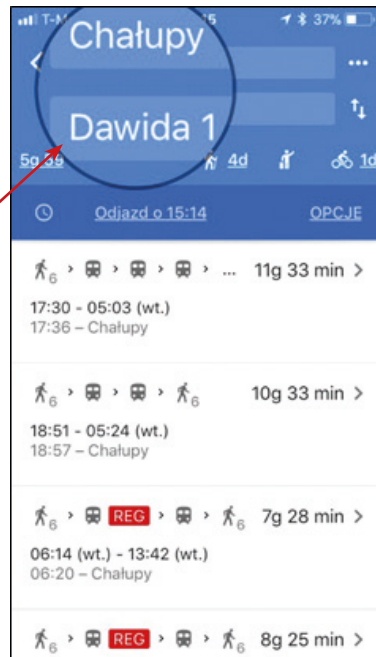 T-M 5 37%
Chałupy
Dawida 1
5g 39 4d 1d
Odjazd o 15:14 OPCJE
6 ... 11g 33 min >
17:30 - 05:03 (wt.)
17:36 – Chałupy
6 6 10g 33 min >
18:51 - 05:24 (wt.)
18:57 – Chałupy
6 REG 6 7g 28 min >
06:14 (wt.) - 13:42 (wt.)
06:20 – Chałupy
6 REG 6 8g 25 min >